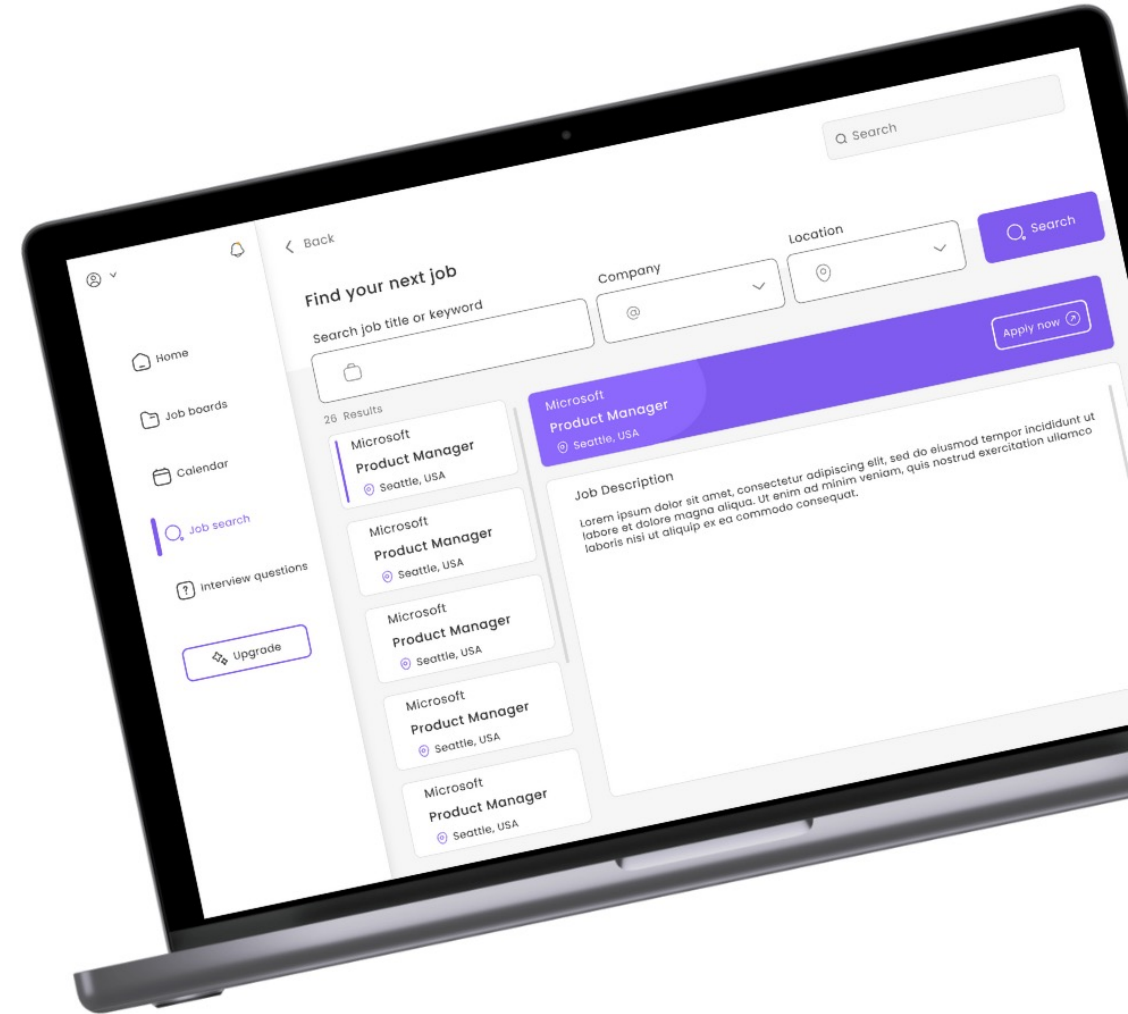 Search
Back
Find your next job
Search job title or keyword
Company
Location
Search
Home
Job boards
Calendar
Job search
Interview questions
Upgrade
26 Results
Microsoft
Product Manager
Seattle, USA
Microsoft
Product Manager
Seattle, USA
Microsoft
Product Manager
Seattle, USA
Microsoft
Product Manager
Seattle, USA
Microsoft
Product Manager
Seattle, USA
Microsoft
Product Manager
Seattle, USA
Apply now
Job Description
Lorem ipsum dolor sit amet, consectetur adipiscing elit, sed do eiusmod tempor incididunt ut
labore et dolore magna aliqua. Ut enim ad minim veniam, quis nostrud exercitation ullamco
laboris nisi ut aliquip ex ea commodo consequat.